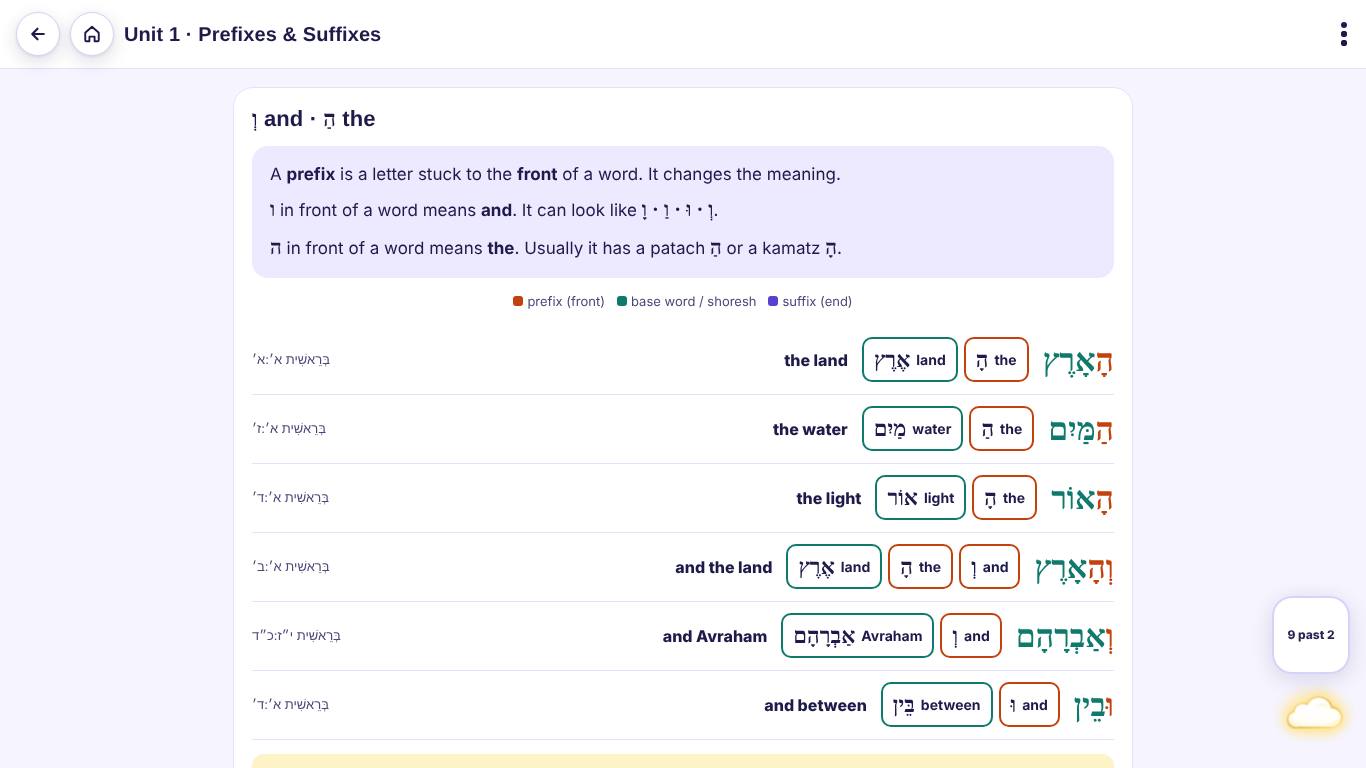 Unit 1 · Prefixes & Suffixes
וְ and · הַ the
A prefix is a letter stuck to the front of a word. It changes the meaning.
ו in front of a word means and. It can look like וְ · וּ · וַ · וָ.
ה in front of a word means the. Usually it has a patach הַ or a kamatz הָ.
prefix (front) base word / shoresh suffix (end)
הָאָרֶץ the הָ land אֶרֶץ the land בְּרֵאשִׁית א׳:א׳
הַמַּיִם the הַ water מַיִם the water בְּרֵאשִׁית א׳:ז׳
הָאוֹר the הָ light אוֹר the light בְּרֵאשִׁית א׳:ד׳
וְהָאָרֶץ and וְ the הָ land אֶרֶץ and the land בְּרֵאשִׁית א׳:ב׳
וְאַבְרָהָם and וְ Avraham אַבְרָהָם and Avraham בְּרֵאשִׁית י״ז:כ״ד
וּבֵין and וּ between בֵּין and between בְּרֵאשִׁית א׳:ד׳
9 past 2